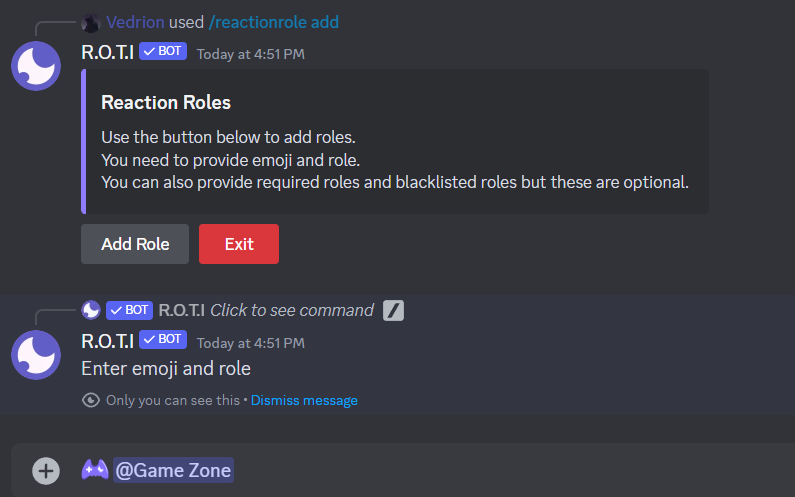 Vedrion used /reactionrole add
R.O.T.I BOT Today at 4:51 PM
Reaction Roles
Use the button below to add roles.
You need to provide emoji and role.
You can also provide required roles and blacklisted roles but these are optional.
Add Role Exit
BOT R.O.T.I Click to see command
R.O.T.I BOT Today at 4:51 PM
Enter emoji and role
Only you can see this • Dismiss message
@Game Zone